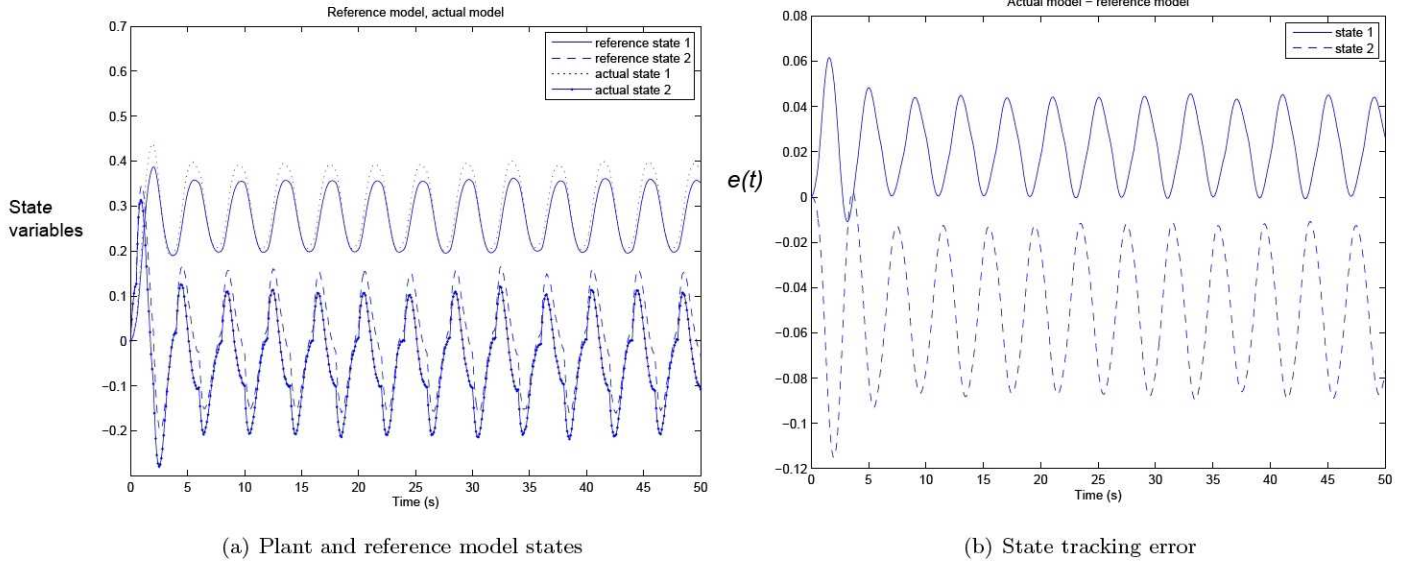 Reference model, actual model
0.7
0.6
0.5
0.4
0.3
0.2
0.1
0
−0.1
−0.2
State
variables
reference state 1
reference state 2
actual state 1
actual state 2
0 5 10 15 20 25 30 35 40 45 50
Time (s)
(a) Plant and reference model states
Actual model − reference model
0.08
0.06
0.04
0.02
0
−0.02
−0.04
−0.06
−0.08
−0.1
−0.12
e(t)
state 1
state 2
0 5 10 15 20 25 30 35 40 45 50
Time (s)
(b) State tracking error